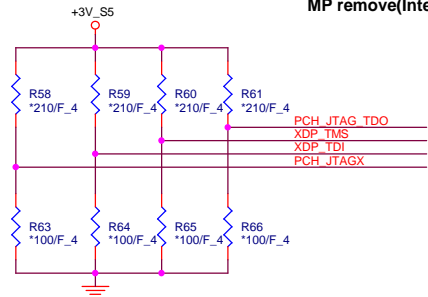 MP remove(Inte
+3V_S5
R58 R59 R60 R61
*210/F_4 *210/F_4 *210/F_4 *210/F_4
PCH_JTAG_TDO
XDP_TMS
XDP_TDI
PCH_JTAGX
R63 R64 R65 R66
*100/F_4 *100/F_4 *100/F_4 *100/F_4